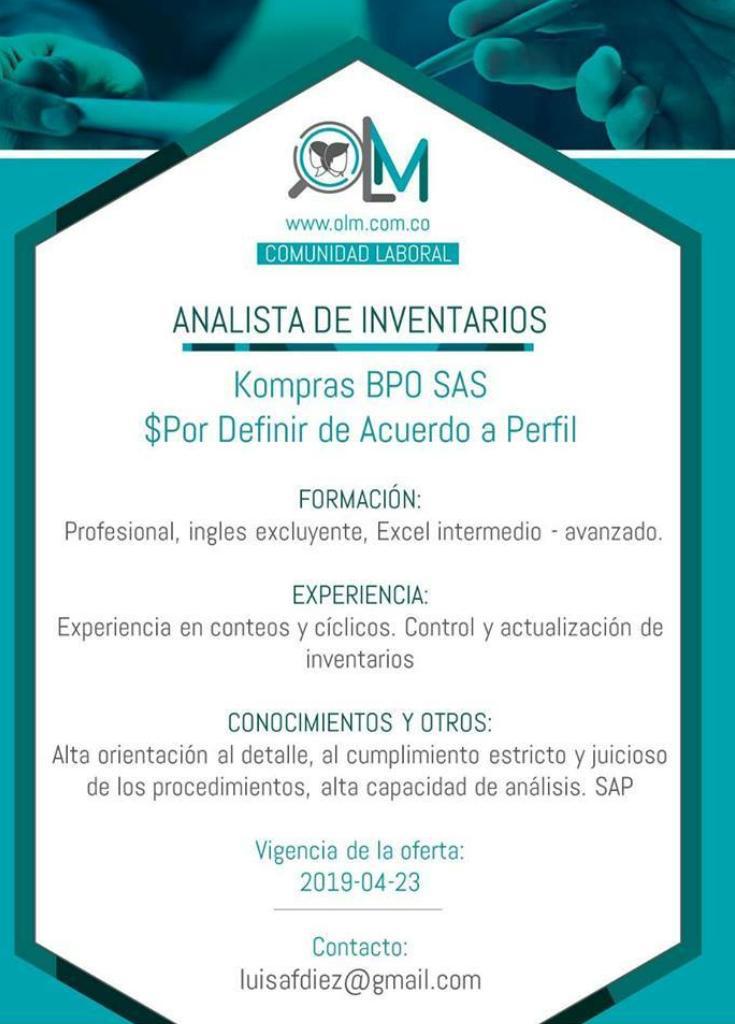 OLM
www.olm.com.co
COMUNIDAD LABORAL
ANALISTA DE INVENTARIOS
Kompras BPO SAS
$Por Definir de Acuerdo a Perfil
FORMACIÓN:
Profesional, ingles excluyente, Excel intermedio - avanzado.
EXPERIENCIA:
Experiencia en conteos y cíclicos. Control y actualización de
inventarios
CONOCIMIENTOS Y OTROS:
Alta orientación al detalle, al cumplimiento estricto y juicioso
de los procedimientos, alta capacidad de análisis. SAP
Vigencia de la oferta:
2019-04-23
Contacto:
luisafdiez@gmail.com